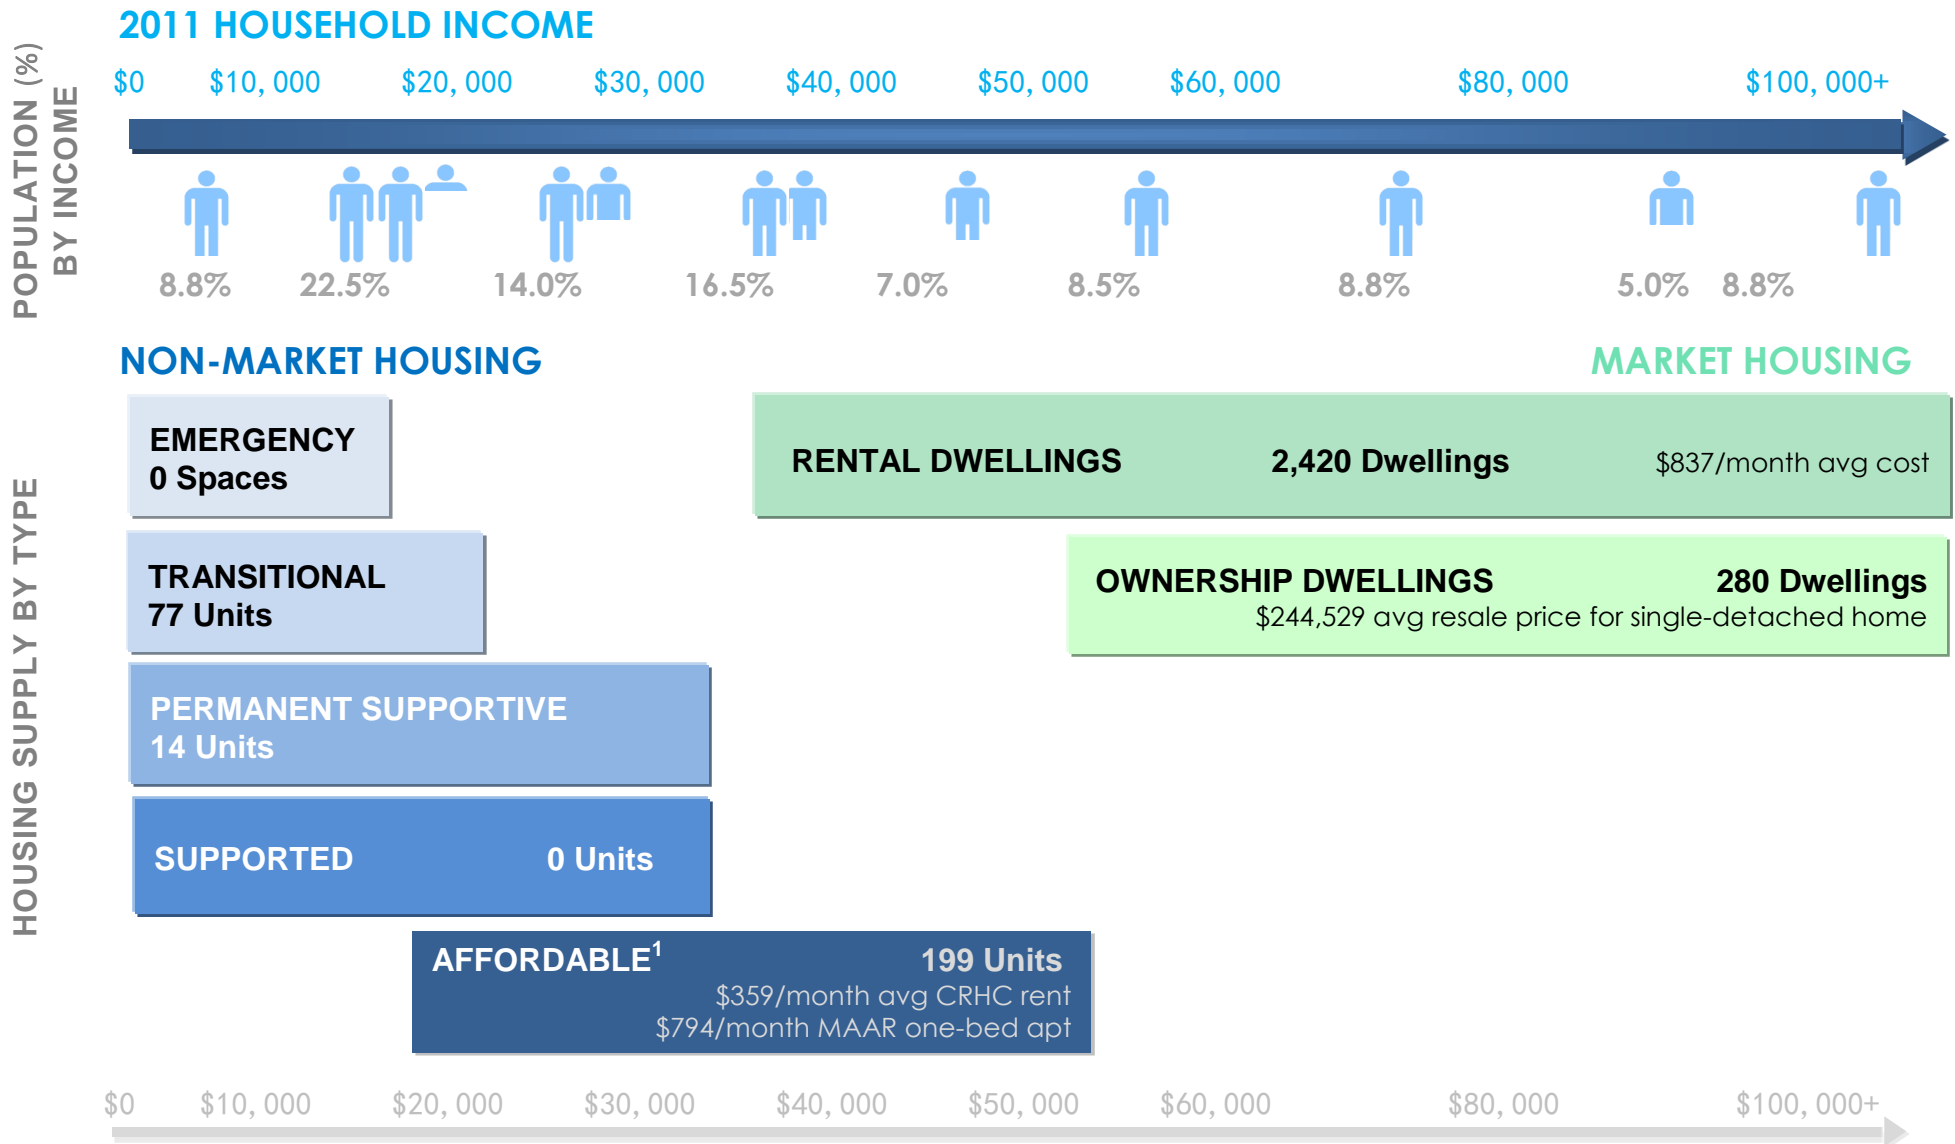 2011 HOUSEHOLD INCOME
$0 $10,000 $20,000 $30,000 $40,000 $50,000 $60,000 $80,000 $100,000+
POPULATION (%)
BY INCOME
8.8% 22.5% 14.0% 16.5% 7.0% 8.5% 8.8% 5.0% 8.8%
NON-MARKET HOUSING
MARKET HOUSING
HOUSING SUPPLY BY TYPE
EMERGENCY
0 Spaces
RENTAL DWELLINGS 2,420 Dwellings $837/month avg cost
TRANSITIONAL
77 Units
OWNERSHIP DWELLINGS 280 Dwellings
$244,529 avg resale price for single-detached home
PERMANENT SUPPORTIVE
14 Units
SUPPORTED 0 Units
AFFORDABLE¹ 199 Units
$359/month avg CRHC rent
$794/month MAAR one-bed apt
$0 $10,000 $20,000 $30,000 $40,000 $50,000 $60,000 $80,000 $100,000+